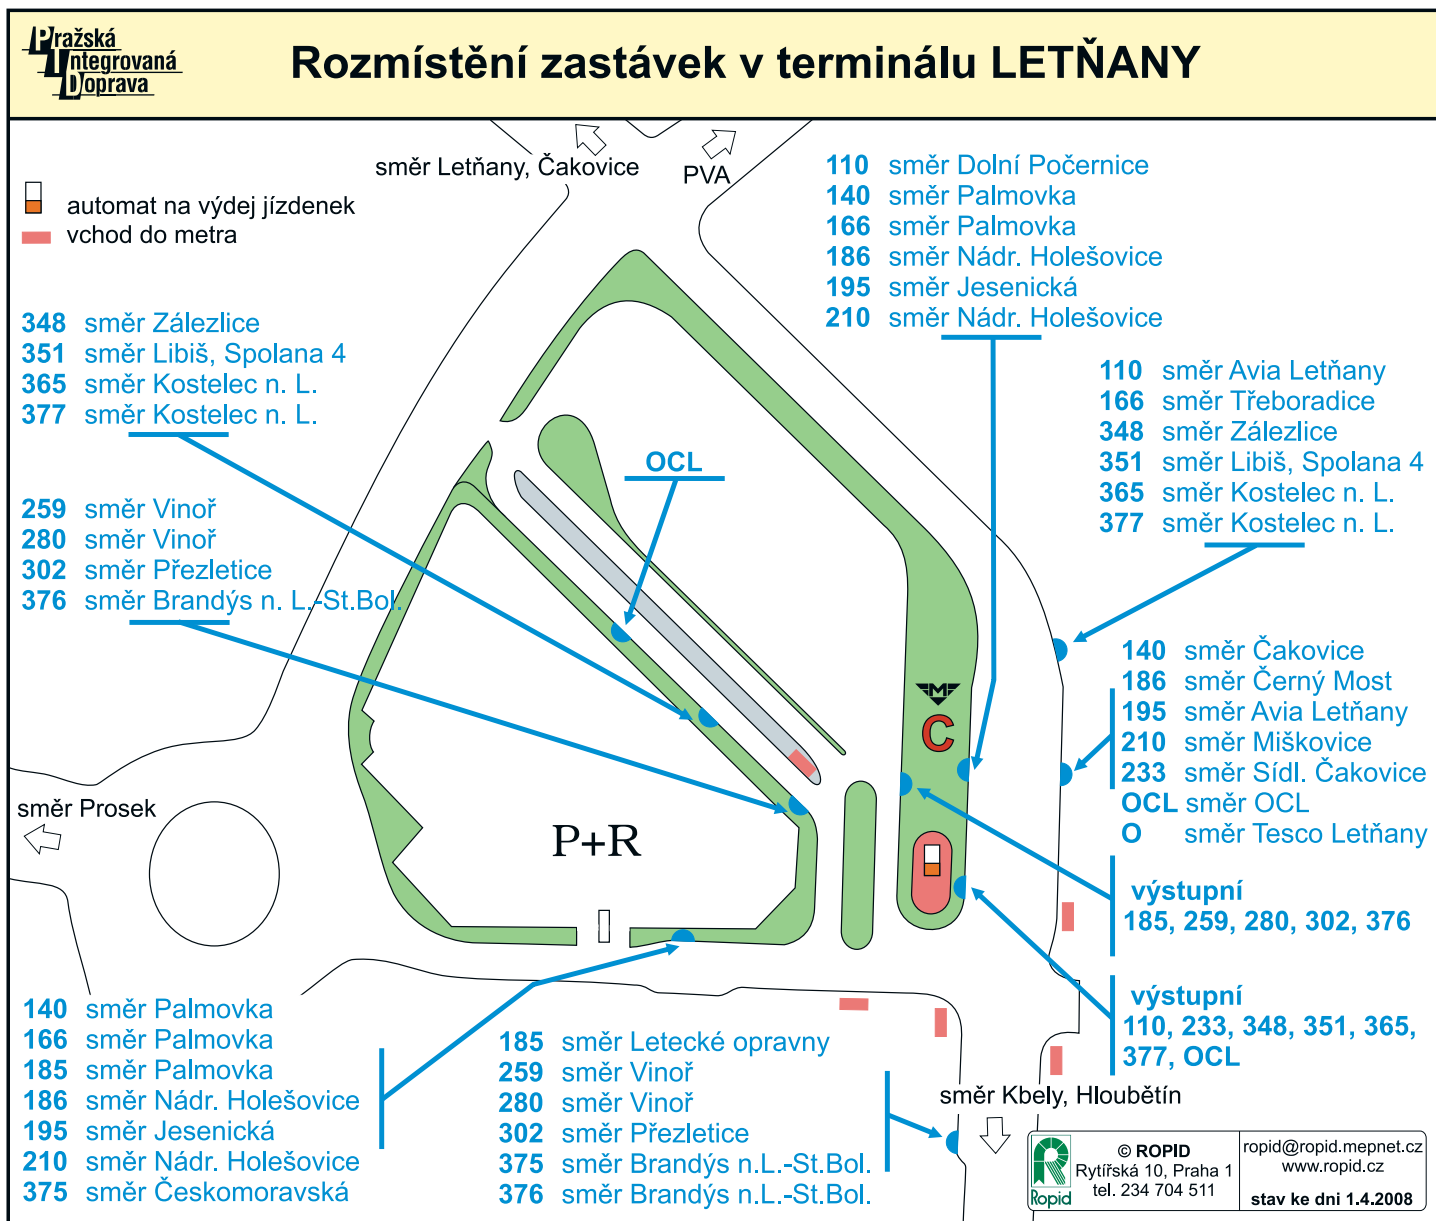 Pražská
Integrovaná
Doprava
Rozmístění zastávek v terminálu LETŇANY
směr Letňany, Čakovice
PVA
automat na výdej jízdenek
vchod do metra
110 směr Dolní Počernice
140 směr Palmovka
166 směr Palmovka
186 směr Nádr. Holešovice
195 směr Jesenická
210 směr Nádr. Holešovice
348 směr Zálezlice
351 směr Libiš, Spolana 4
365 směr Kostelec n. L.
377 směr Kostelec n. L.
110 směr Avia Letňany
166 směr Třeboradice
348 směr Zálezlice
351 směr Libiš, Spolana 4
365 směr Kostelec n. L.
377 směr Kostelec n. L.
OCL
259 směr Vinoř
280 směr Vinoř
302 směr Přezletice
376 směr Brandýs n. L.-St.Bol.
140 směr Čakovice
186 směr Černý Most
195 směr Avia Letňany
210 směr Miškovice
233 směr Sídl. Čakovice
OCL směr OCL
O směr Tesco Letňany
M
C
směr Prosek
P+R
výstupní
185, 259, 280, 302, 376
výstupní
110, 233, 348, 351, 365,
377, OCL
140 směr Palmovka
166 směr Palmovka
185 směr Palmovka
186 směr Nádr. Holešovice
195 směr Jesenická
210 směr Nádr. Holešovice
375 směr Českomoravská
185 směr Letecké opravny
259 směr Vinoř
280 směr Vinoř
302 směr Přezletice
375 směr Brandýs n.L.-St.Bol.
376 směr Brandýs n.L.-St.Bol.
směr Kbely, Hloubětín
Ropid
© ROPID
Rytířská 10, Praha 1
tel. 234 704 511
ropid@ropid.mepnet.cz
www.ropid.cz
stav ke dni 1.4.2008